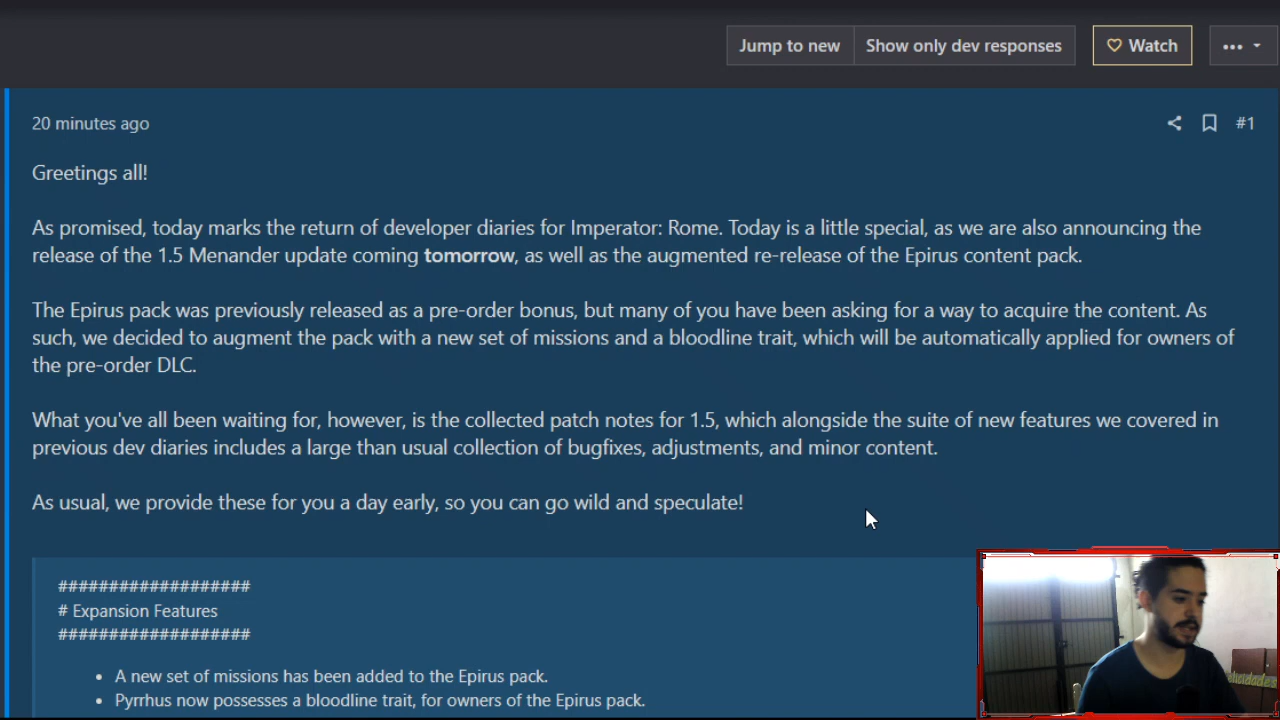 Jump to new
Show only dev responses
Watch
20 minutes ago
#1
Greetings all!
As promised, today marks the return of developer diaries for Imperator: Rome. Today is a little special, as we are also announcing the
release of the 1.5 Menander update coming tomorrow, as well as the augmented re-release of the Epirus content pack.
The Epirus pack was previously released as a pre-order bonus, but many of you have been asking for a way to acquire the content. As
such, we decided to augment the pack with a new set of missions and a bloodline trait, which will be automatically applied for owners of
the pre-order DLC.
What you've all been waiting for, however, is the collected patch notes for 1.5, which alongside the suite of new features we covered in
previous dev diaries includes a large than usual collection of bugfixes, adjustments, and minor content.
As usual, we provide these for you a day early, so you can go wild and speculate!
###################
# Expansion Features
###################
• A new set of missions has been added to the Epirus pack.
• Pyrrhus now possesses a bloodline trait, for owners of the Epirus pack.